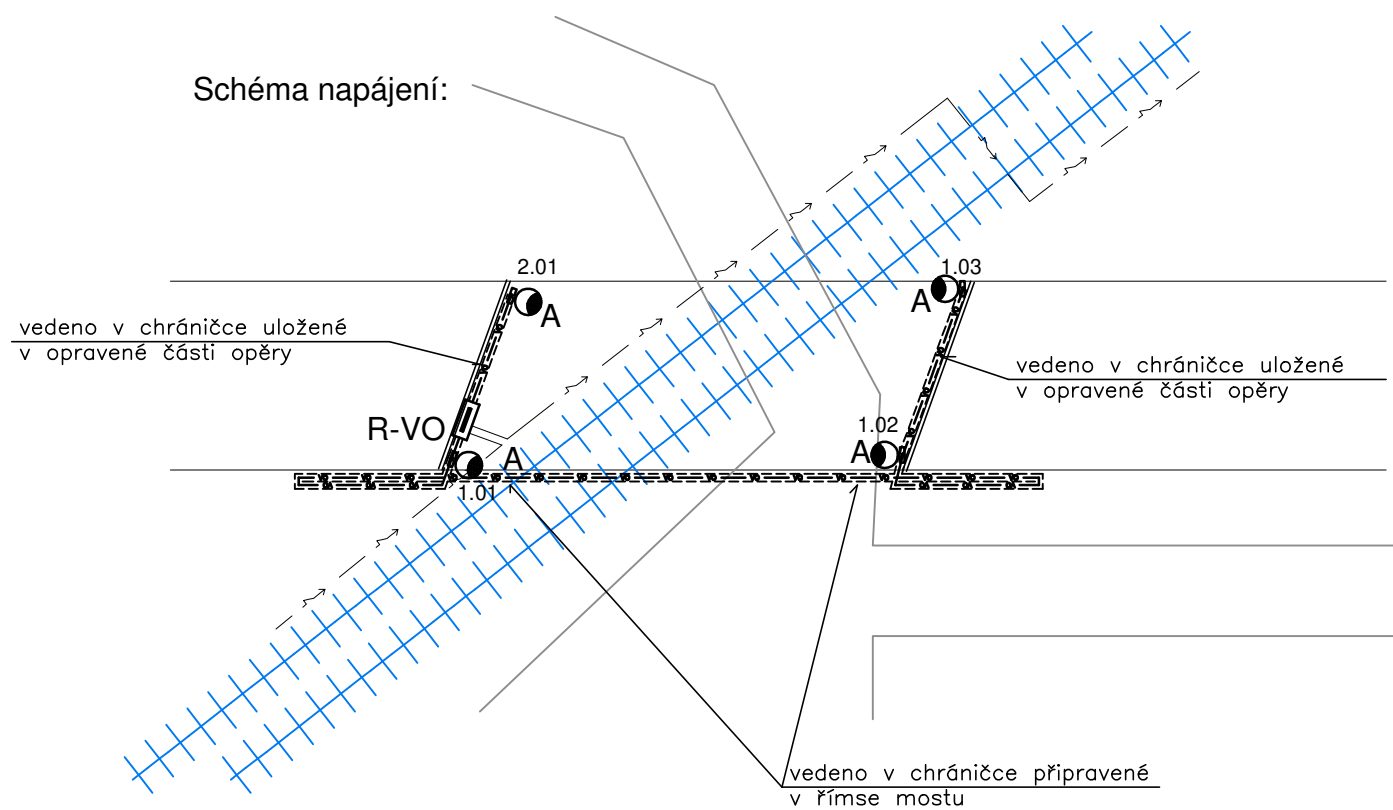 Schéma napájení:
2.01
1.03
A
A
vedeno v chráničce uložené
v opravené části opěry
vedeno v chráničce uložené
v opravené části opěry
R-VO
1.02
A
A
1.01
vedeno v chráničce připravené
v římse mostu